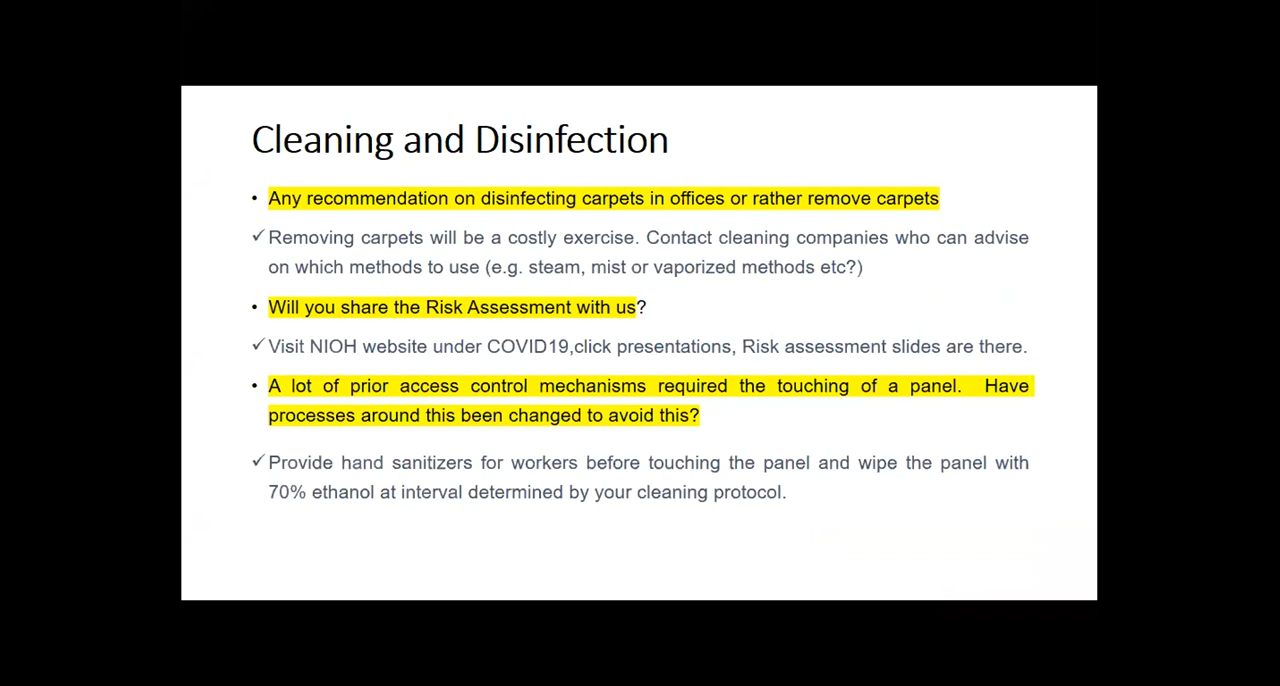 Cleaning and Disinfection
• Any recommendation on disinfecting carpets in offices or rather remove carpets
✓Removing carpets will be a costly exercise. Contact cleaning companies who can advise
on which methods to use (e.g. steam, mist or vaporized methods etc?)
• Will you share the Risk Assessment with us?
✓Visit NIOH website under COVID19,click presentations, Risk assessment slides are there.
• A lot of prior access control mechanisms required the touching of a panel. Have
processes around this been changed to avoid this?
✓Provide hand sanitizers for workers before touching the panel and wipe the panel with
70% ethanol at interval determined by your cleaning protocol.